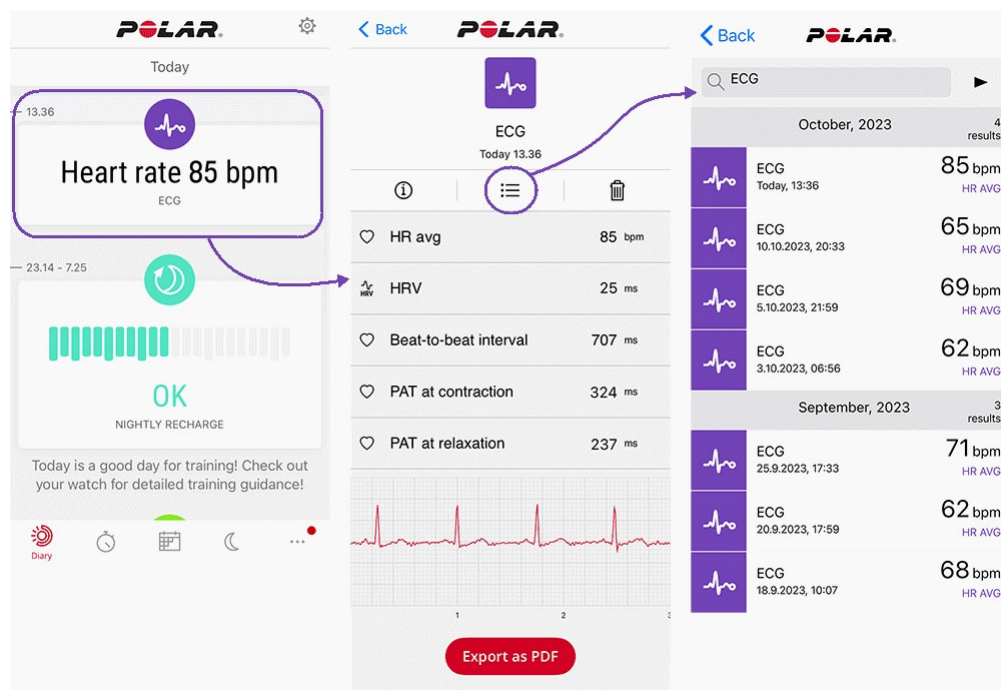 POLAR.
Today
13.36
Heart rate 85 bpm
ECG
23.14 - 7.25
OK
NIGHTLY RECHARGE
Today is a good day for training! Check out
your watch for detailed training guidance!
Diary
Back
POLAR.
ECG
Today 13.36
HR avg 85 bpm
HRV HRV 25 ms
Beat-to-beat interval 707 ms
PAT at contraction 324 ms
PAT at relaxation 237 ms
1 2 3
Export as PDF
Back
POLAR.
ECG
October, 2023 4 results
ECG 85 bpm
Today, 13:36 HR AVG
ECG 65 bpm
10.10.2023, 20:33 HR AVG
ECG 69 bpm
5.10.2023, 21:59 HR AVG
ECG 62 bpm
3.10.2023, 06:56 HR AVG
September, 2023 3 results
ECG 71 bpm
25.9.2023, 17:33 HR AVG
ECG 62 bpm
20.9.2023, 17:59 HR AVG
ECG 68 bpm
18.9.2023, 10:07 HR AVG